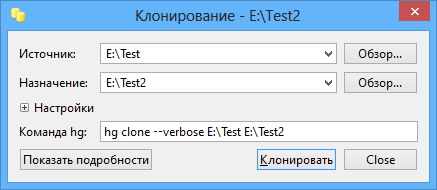 Клонирование - E:\Test2
Источник: E:\Test Обзор...
Назначение: E:\Test2 Обзор...
Настройки
Команда hg: hg clone --verbose E:\Test E:\Test2
Показать подробности Клонировать Close